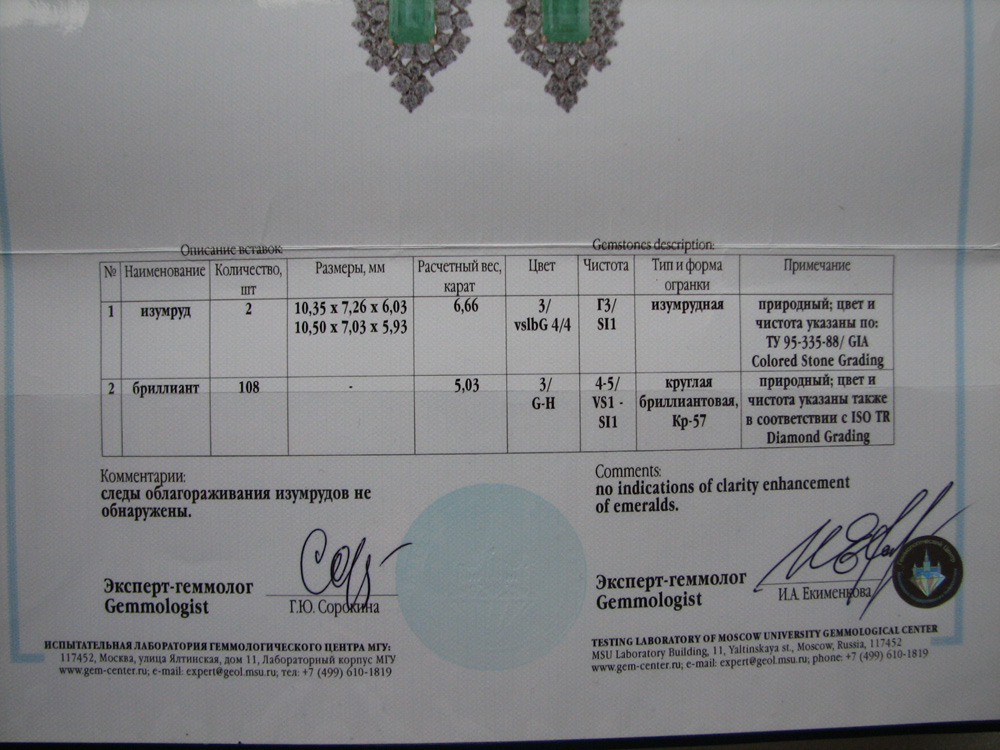 Описание вставок
Gemstones description:
№ Наименование Количество, шт Размеры, мм Расчетный вес, карат Цвет Чистота Тип и форма огранки Примечание
1 изумруд 2 10,35 x 7,26 x 6,03 6,66 3/ Г3/ изумрудная природный; цвет и
10,50 x 7,03 x 5,93 vslbG 4/4 SI1 чистота указаны по:
ТУ 95-335-88/ GIA
Colored Stone Grading
2 бриллиант 108 - 5,03 3/ 4-5/ круглая природный; цвет и
G-H VS1 - бриллиантовая, чистота указаны также
SI1 Кр-57 в соответствии с ISO TR
Diamond Grading
Комментарии:
следы облагораживания изумрудов не
обнаружены.
Comments:
no indications of clarity enhancement
of emeralds.
Эксперт-геммолог
Gemmologist
Г.Ю. Сорокина
Эксперт-геммолог
Gemmologist
И.А. Екименкова
ИСПЫТАТЕЛЬНАЯ ЛАБОРАТОРИЯ ГЕММОЛОГИЧЕСКОГО ЦЕНТРА МГУ:
117452, Москва, улица Ялтинская, дом 11, Лабораторный корпус МГУ
www.gem-center.ru; e-mail: expert@geol.msu.ru; тел: +7 (499) 610-1819
TESTING LABORATORY OF MOSCOW UNIVERSITY GEMMOLOGICAL CENTER
MSU Laboratory Building, 11, Yaltinskaya st., Moscow, Russia, 117452
www.gem-center.ru; e-mail: expert@geol.msu.ru; phone: +7 (499) 610-1819